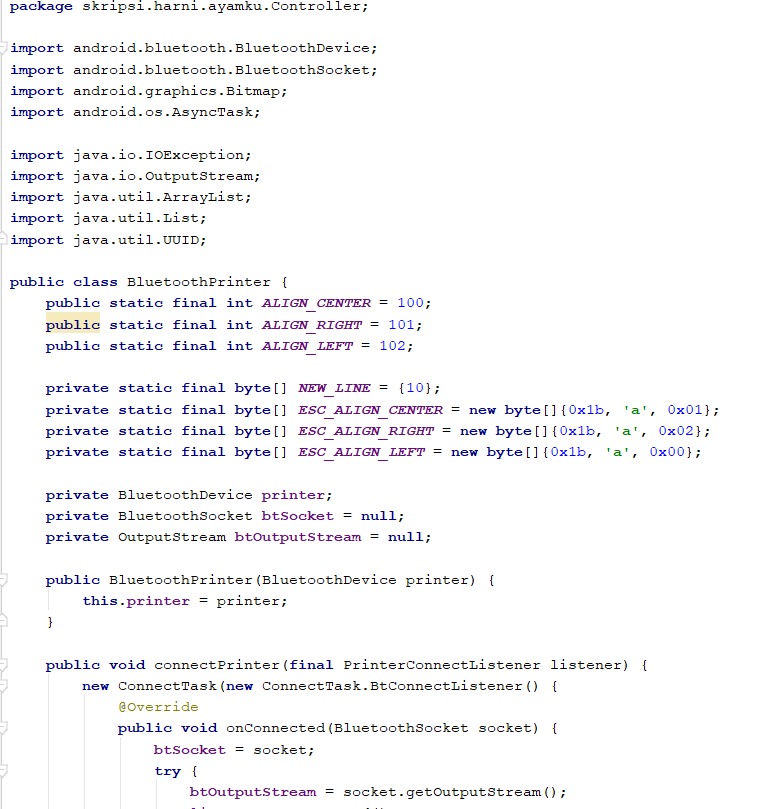 package skripsi.harni.ayamku.Controller;
import android.bluetooth.BluetoothDevice;
import android.bluetooth.BluetoothSocket;
import android.graphics.Bitmap;
import android.os.AsyncTask;
import java.io.IOException;
import java.io.OutputStream;
import java.util.ArrayList;
import java.util.List;
import java.util.UUID;
public class BluetoothPrinter {
public static final int ALIGN_CENTER = 100;
public static final int ALIGN_RIGHT = 101;
public static final int ALIGN_LEFT = 102;
private static final byte[] NEW_LINE = {10};
private static final byte[] ESC_ALIGN_CENTER = new byte[]{0x1b, 'a', 0x01};
private static final byte[] ESC_ALIGN_RIGHT = new byte[]{0x1b, 'a', 0x02};
private static final byte[] ESC_ALIGN_LEFT = new byte[]{0x1b, 'a', 0x00};
private BluetoothDevice printer;
private BluetoothSocket btSocket = null;
private OutputStream btOutputStream = null;
public BluetoothPrinter(BluetoothDevice printer) {
this.printer = printer;
}
public void connectPrinter(final PrinterConnectListener listener) {
new ConnectTask(new ConnectTask.BtConnectListener() {
@Override
public void onConnected(BluetoothSocket socket) {
btSocket = socket;
try {
btOutputStream = socket.getOutputStream();